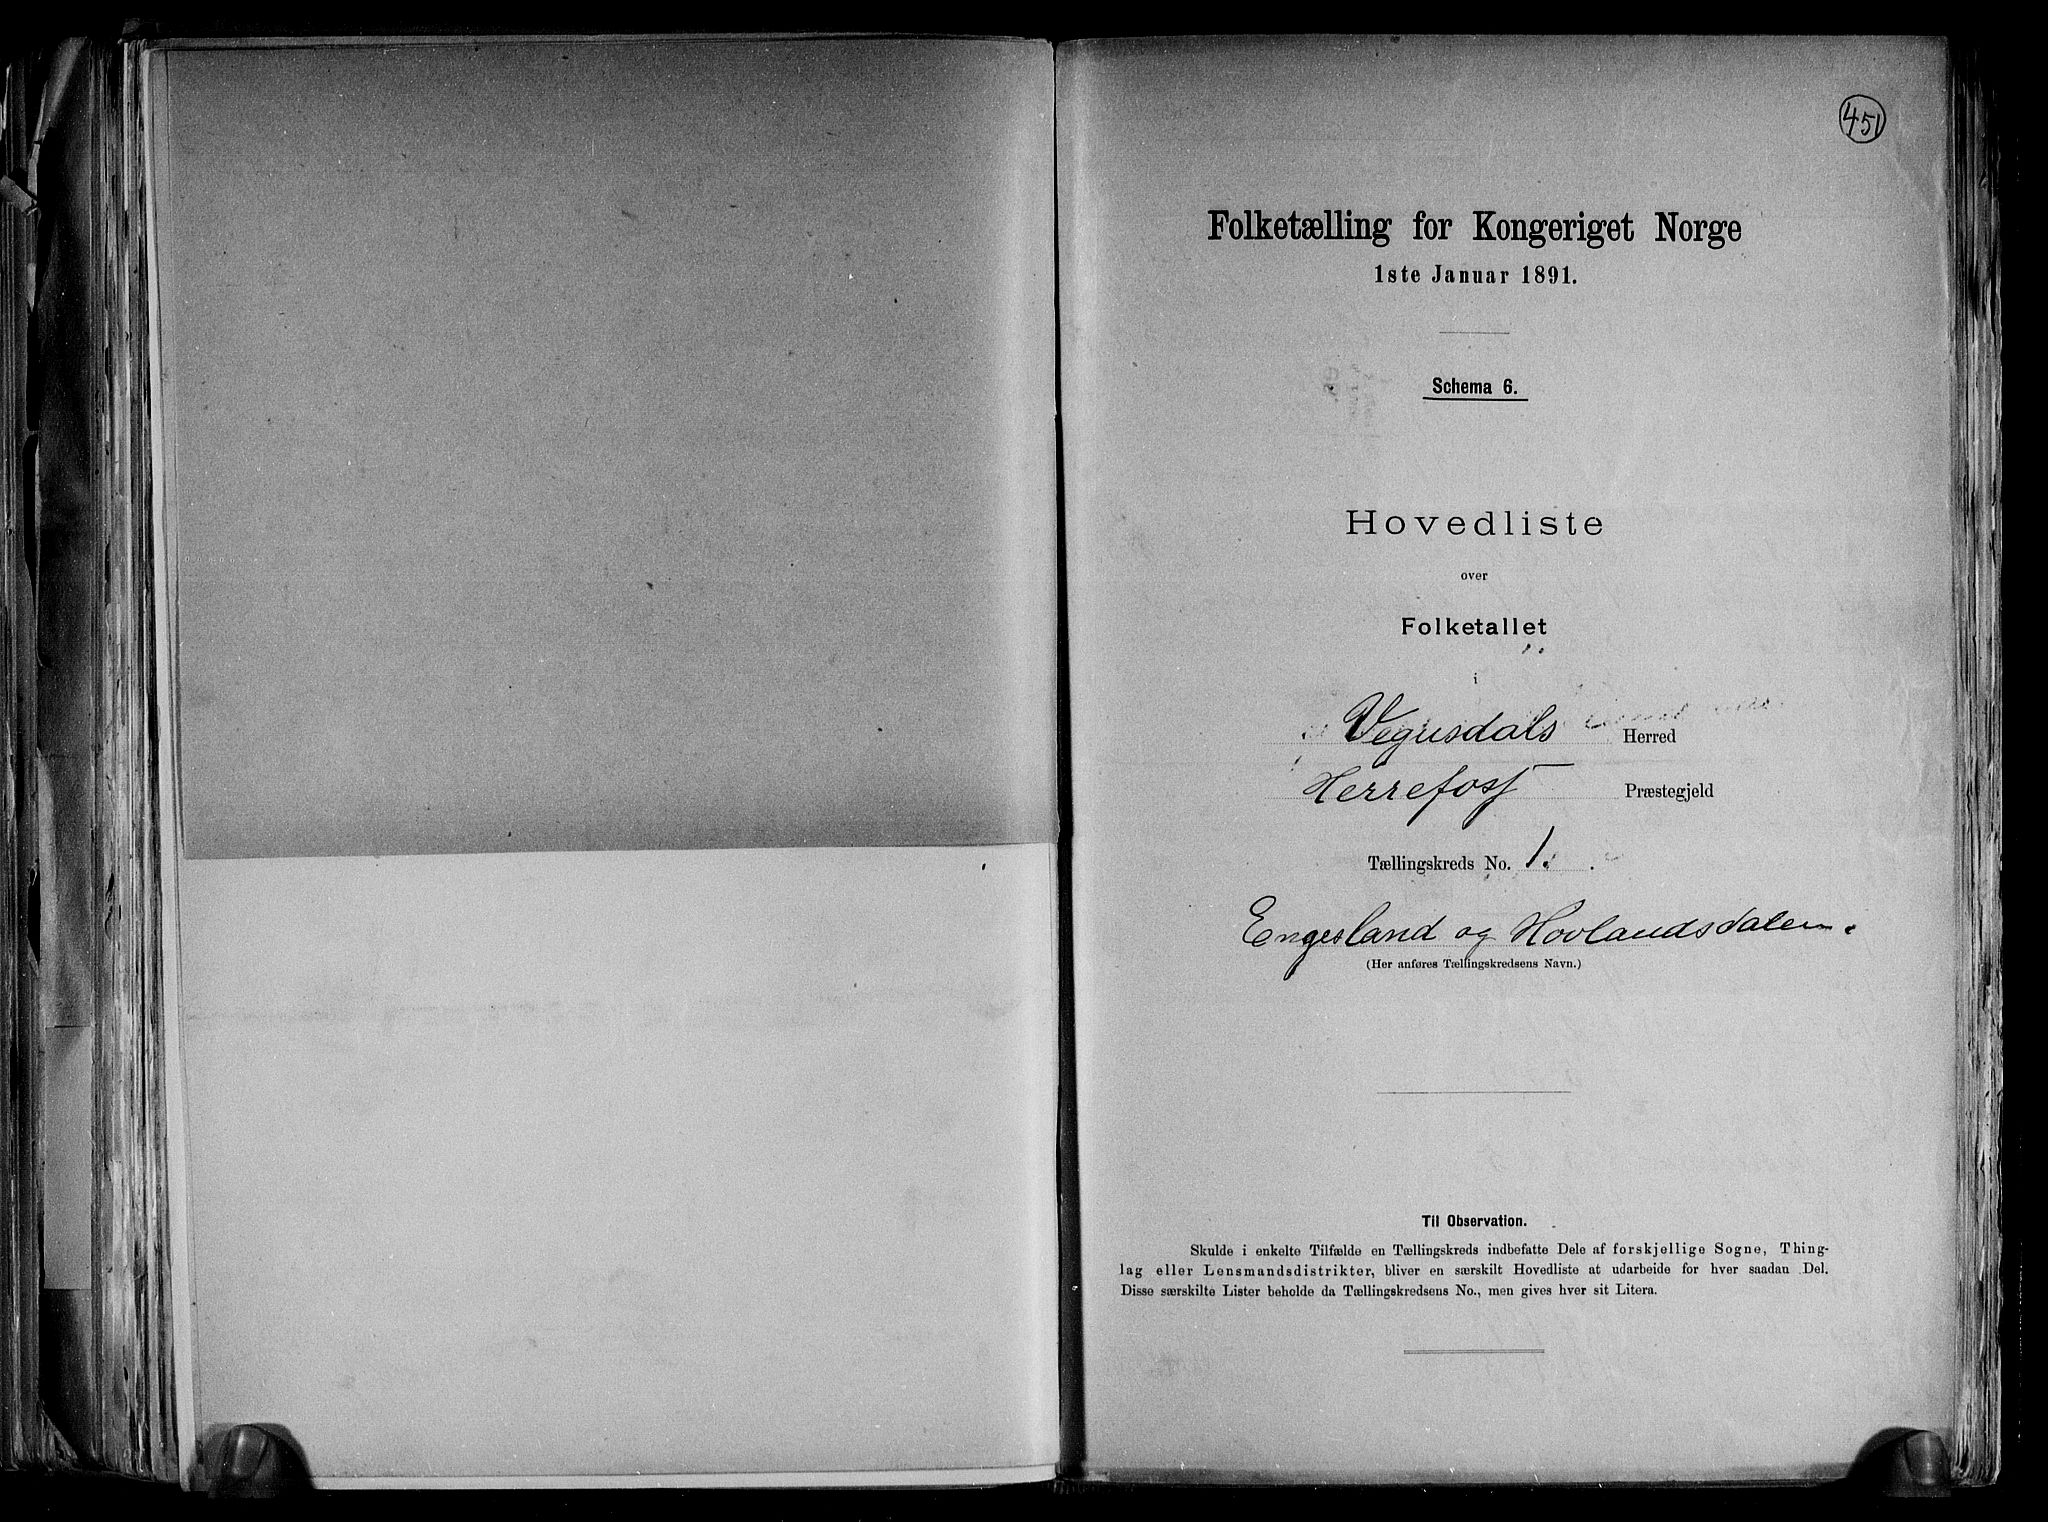 451
Folketælling for Kongeriget Norge
1ste Januar 1891.
Schema 6.
Hovedliste
over
Folketallet
i
Vegusdals Herred
Herrefoss Præstegjeld
Tællingskreds No. 1.
Engesland og Hovlandsdalen.
(Her anføres Tællingskredsens Navn.)
Til Observation.
Skulde i enkelte Tilfælde en Tællingskreds indbefatte Dele af forskjellige Sogne, Thing-
lag eller Lensmandsdistrikter, bliver en særskilt Hovedliste at udarbeide for hver saadan Del.
Disse særskilte Lister beholde da Tællingskredsens No., men gives hver sit Litera.